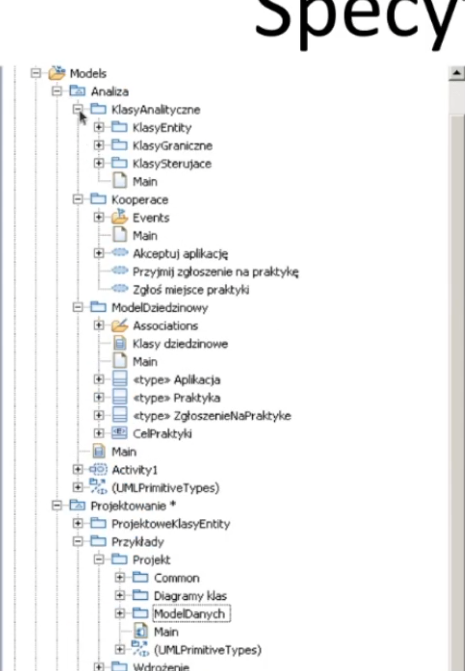 Specy
Models
Analiza
KlasyAnalityczne
KlasyEntity
KlasyGraniczne
KlasySterujace
Main
Kooperace
Events
Main
Akceptuj aplikację
Przyjmij zgłoszenie na praktykę
Zgłoś miejsce praktyki
ModelDziedzinowy
Associations
Klasy dziedzinowe
Main
«type» Aplikacja
«type» Praktyka
«type» ZgłoszenieNaPraktyke
CelPraktyki
Main
Activity1
(UMLPrimitiveTypes)
Projektowanie *
ProjektoweKlasyEntity
Przykłady
Projekt
Common
Diagramy klas
ModelDanych
Main
(UMLPrimitiveTypes)
Wdrożenie